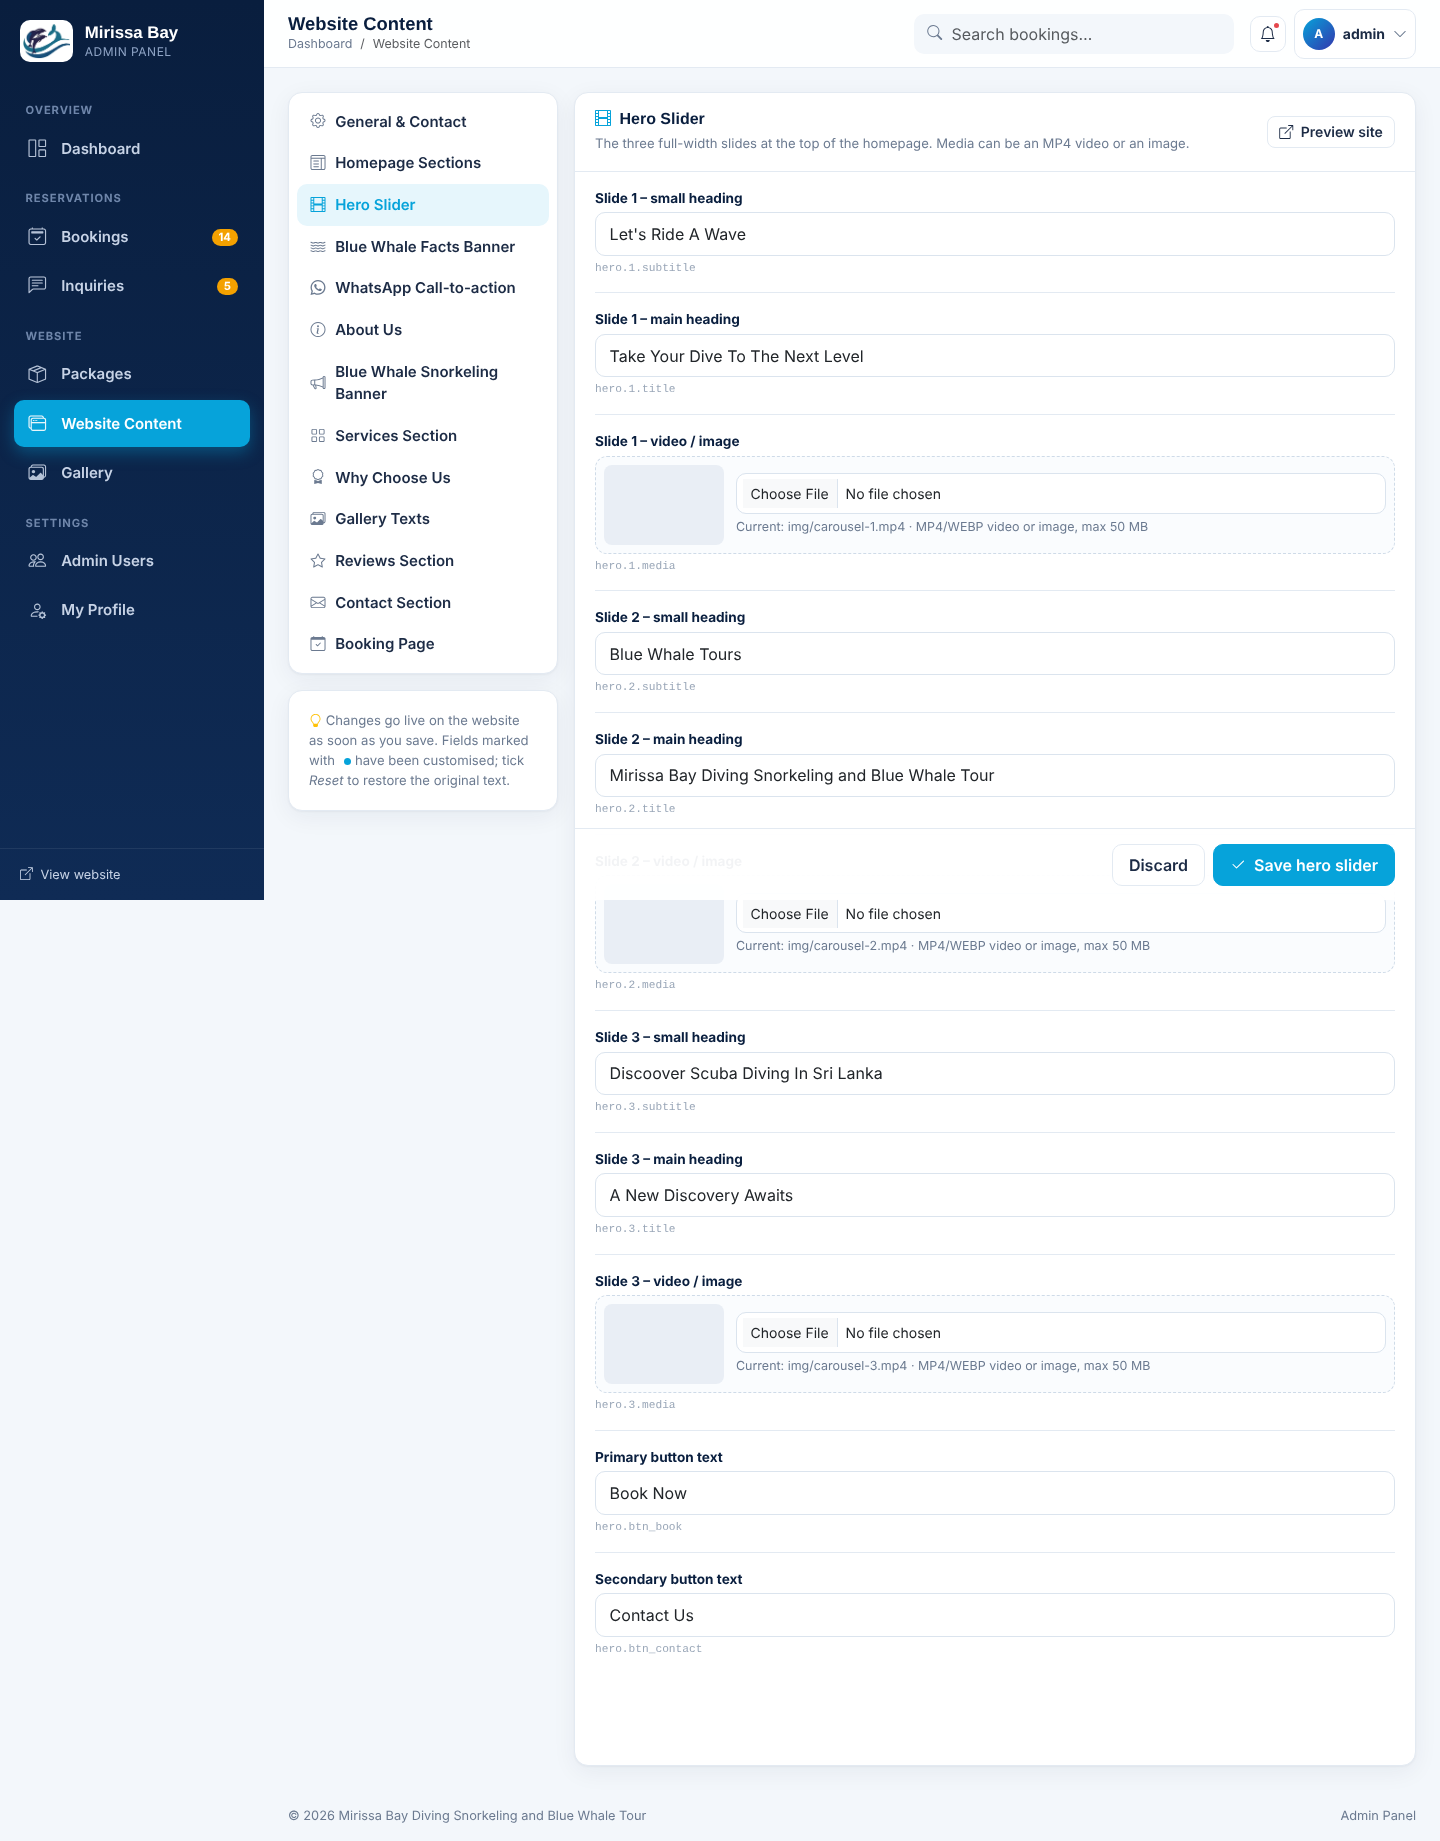 Mirissa Bay
ADMIN PANEL
OVERVIEW
Dashboard
RESERVATIONS
Bookings 14
Inquiries 5
WEBSITE
Packages
Website Content
Gallery
SETTINGS
Admin Users
My Profile
View website
Website Content
Dashboard / Website Content
Search bookings...
A admin
General & Contact
Homepage Sections
Hero Slider
Blue Whale Facts Banner
WhatsApp Call-to-action
About Us
Blue Whale Snorkeling
Banner
Services Section
Why Choose Us
Gallery Texts
Reviews Section
Contact Section
Booking Page
Changes go live on the website
as soon as you save. Fields marked
with • have been customised; tick
Reset to restore the original text.
Hero Slider
The three full-width slides at the top of the homepage. Media can be an MP4 video or an image.
Preview site
Slide 1 – small heading
Let's Ride A Wave
hero.1.subtitle
Slide 1 – main heading
Take Your Dive To The Next Level
hero.1.title
Slide 1 – video / image
Choose File No file chosen
Current: img/carousel-1.mp4 · MP4/WEBP video or image, max 50 MB
hero.1.media
Slide 2 – small heading
Blue Whale Tours
hero.2.subtitle
Slide 2 – main heading
Mirissa Bay Diving Snorkeling and Blue Whale Tour
hero.2.title
Slide 2 – video / image
Discard
Save hero slider
Choose File No file chosen
Current: img/carousel-2.mp4 · MP4/WEBP video or image, max 50 MB
hero.2.media
Slide 3 – small heading
Discoover Scuba Diving In Sri Lanka
hero.3.subtitle
Slide 3 – main heading
A New Discovery Awaits
hero.3.title
Slide 3 – video / image
Choose File No file chosen
Current: img/carousel-3.mp4 · MP4/WEBP video or image, max 50 MB
hero.3.media
Primary button text
Book Now
hero.btn_book
Secondary button text
Contact Us
hero.btn_contact
© 2026 Mirissa Bay Diving Snorkeling and Blue Whale Tour
Admin Panel